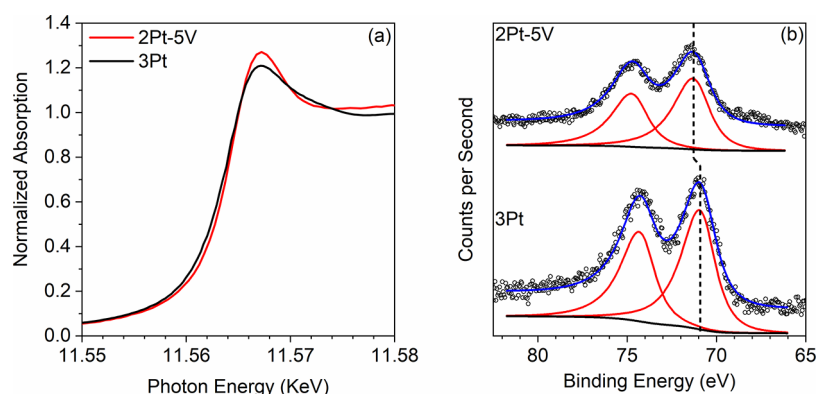 (a)
2Pt-5V
3Pt
1.4
1.2
1.0
0.8
0.6
0.4
0.2
0.0
Normalized Absorption
11.55 11.56 11.57 11.58
Photon Energy (KeV)
2Pt-5V (b)
3Pt
Counts per Second
80 75 70 65
Binding Energy (eV)